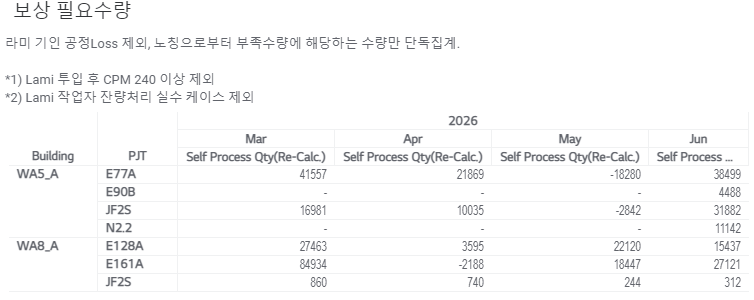 보상 필요수량
라미 기인 공정Loss 제외, 노칭으로부터 부족수량에 해당하는 수량만 단독집계.
*1) Lami 투입 후 CPM 240 이상 제외
*2) Lami 작업자 잔량처리 실수 케이스 제외
2026
Mar Apr May Jun
Building PJT Self Process Qty(Re-Calc.) Self Process Qty(Re-Calc.) Self Process Qty(Re-Calc.) Self Process ...
WA5_A E77A 41557 21869 -18280 38499
E90B - - - 4488
JF2S 16981 10035 -2842 31882
N2.2 - - - 11142
WA8_A E128A 27463 3595 22120 15437
E161A 84934 -2188 18447 27121
JF2S 860 740 244 312